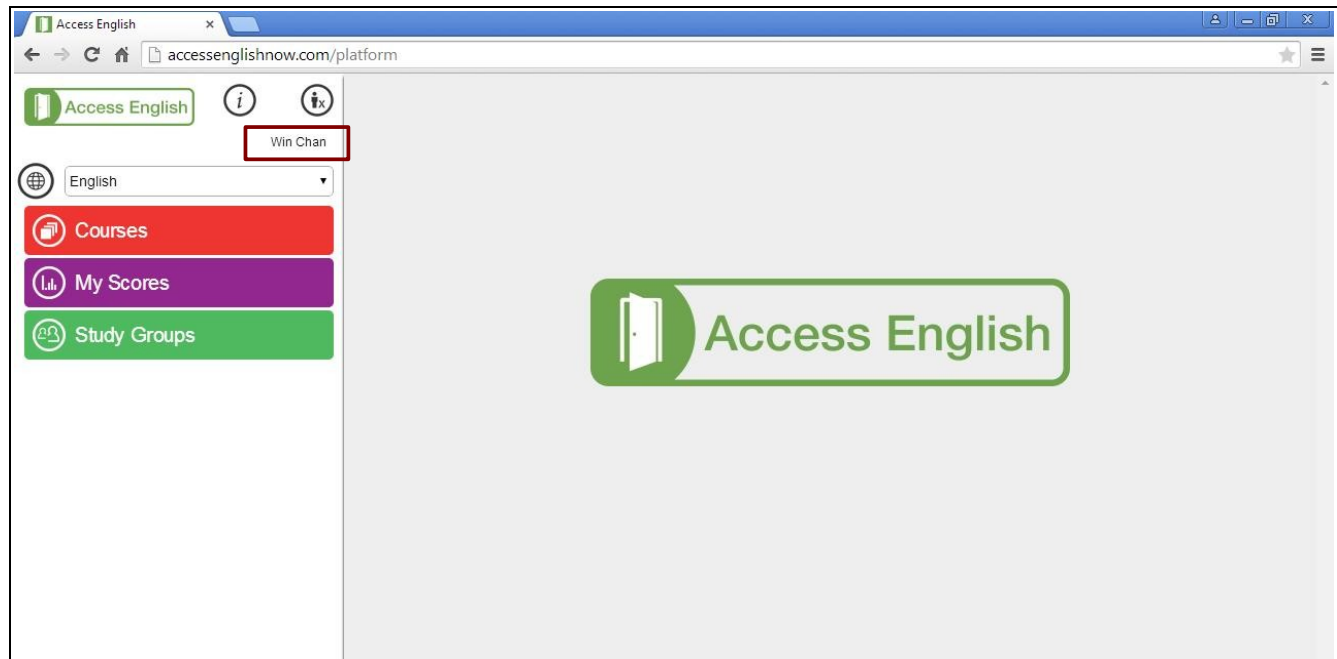 Access English
accessenglishnow.com/platform
Access English
i
x
Win Chan
English
Courses
My Scores
Study Groups
Access English